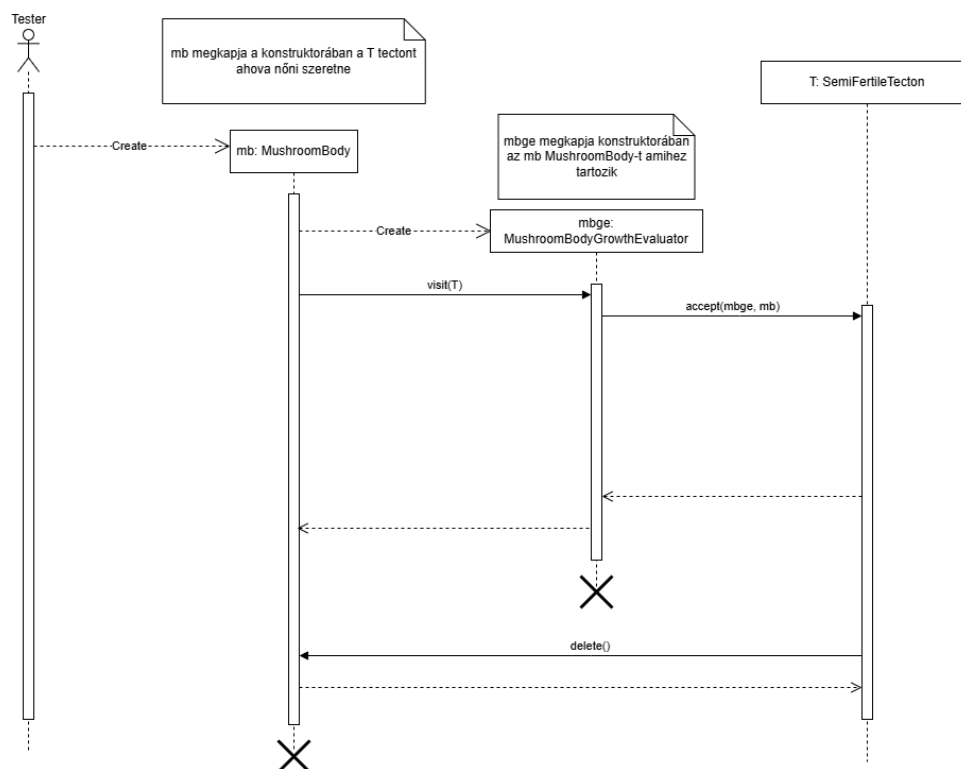 Tester
mb megkapja a konstruktorában a T tectont
ahova nőni szeretne
T: SemiFertileTecton
Create
mb: MushroomBody
mbge megkapja konstruktorában
az mb MushroomBody-t amihez
tartozik
Create
mbge:
MushroomBodyGrowthEvaluator
visit(T)
accept(mbge, mb)
delete()